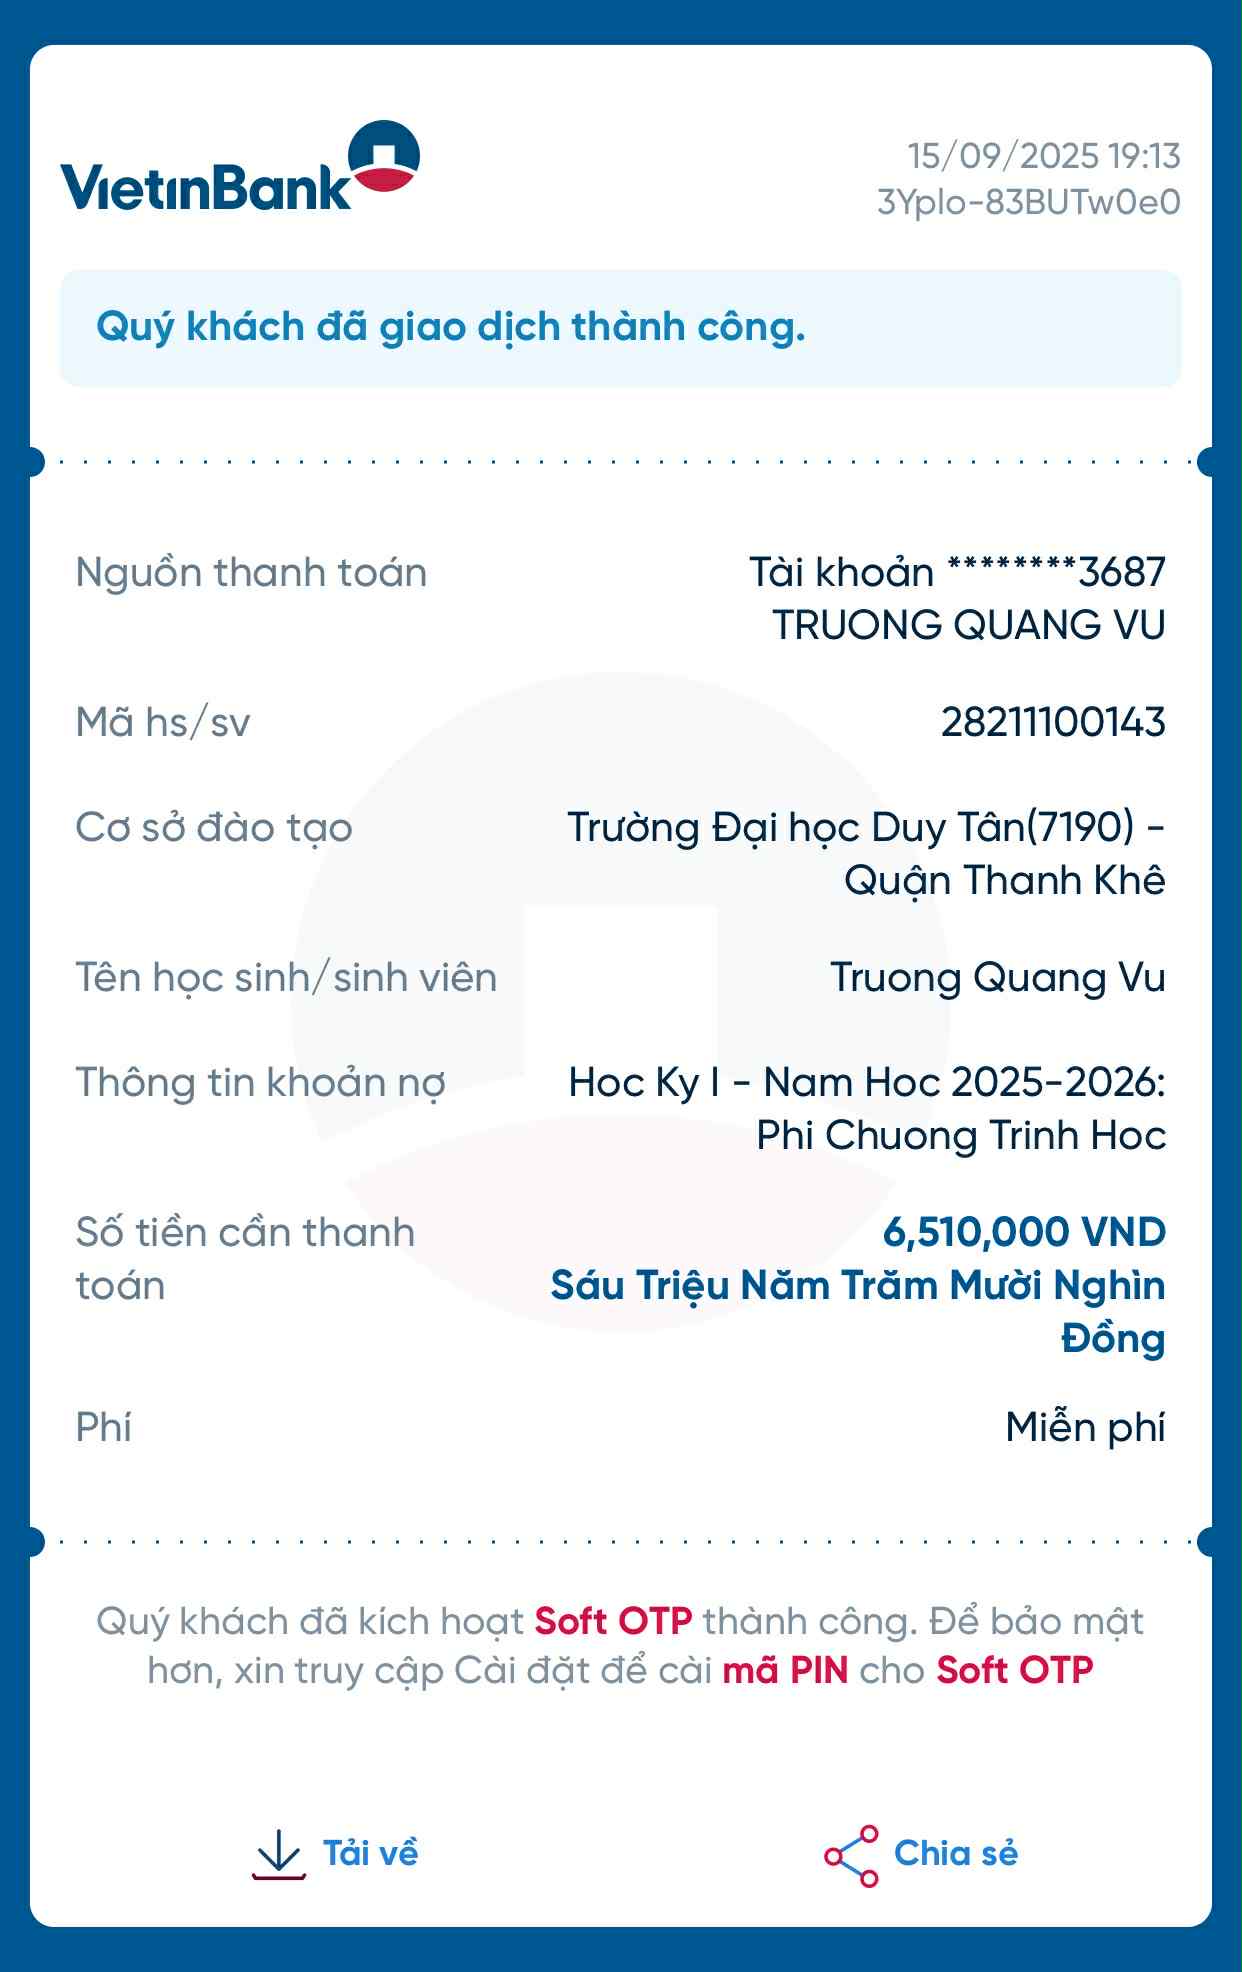 VietinBank
15/09/2025 19:13
3Yplo-83BUTw0e0
Quý khách đã giao dịch thành công.
Nguồn thanh toán
Tài khoản ********3687
TRUONG QUANG VU
Mã hs/sv
28211100143
Cơ sở đào tạo
Trường Đại học Duy Tân(7190) -
Quận Thanh Khê
Tên học sinh/sinh viên
Truong Quang Vu
Thông tin khoản nợ
Hoc Ky I - Nam Hoc 2025-2026:
Phi Chuong Trinh Hoc
Số tiền cần thanh
toán
6,510,000 VND
Sáu Triệu Năm Trăm Mười Nghìn
Đồng
Phí
Miễn phí
Quý khách đã kích hoạt Soft OTP thành công. Để bảo mật
hơn, xin truy cập Cài đặt để cài mã PIN cho Soft OTP
Tải về
Chia sẻ